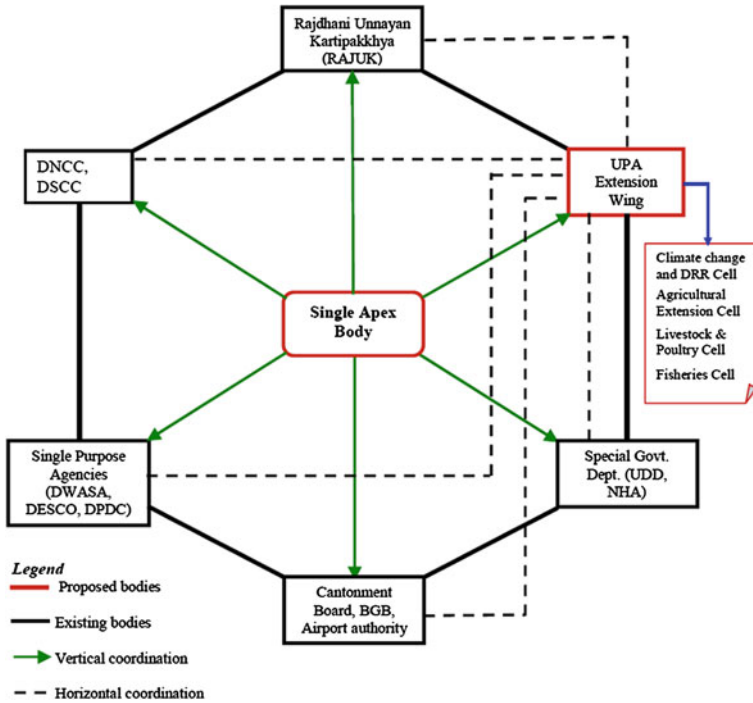 Rajdhani Unnayan
Kartipakkhya
(RAJUK)
DNCC,
DSCC
UPA
Extension
Wing
Climate change
and DRR Cell
Agricultural
Extension Cell
Livestock &
Poultry Cell
Fisheries Cell
Single Apex
Body
Single Purpose
Agencies
(DWASA,
DESCO, DPDC)
Special Govt.
Dept. (UDD,
NHA)
Cantonment
Board, BGB,
Airport authority
Legend
Proposed bodies
Existing bodies
Vertical coordination
Horizontal coordination